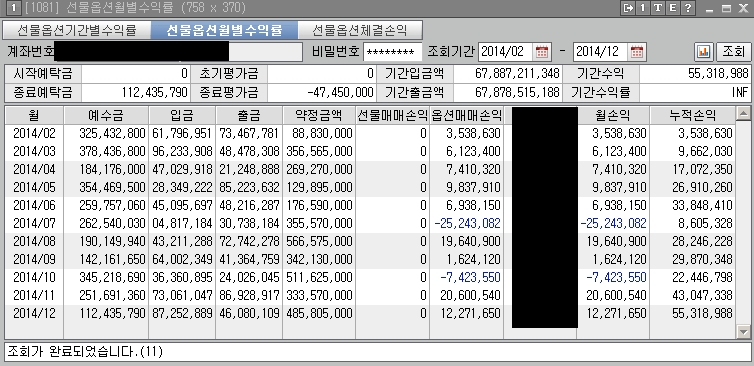 [1081] 선물옵션월별수익률 (758 x 370) 1 T E ?
선물옵션기간별수익률 선물옵션월별수익률 선물옵션체결손익
계좌번호 비밀번호 ******** 조회기간 2014/02 - 2014/12 조회
시작예탁금 0 초기평가금 0 기간입금액 67,887,211,348 기간수익 55,318,988
종료예탁금 112,435,790 종료평가금 -47,450,000 기간출금액 67,878,515,188 기간수익률 INF
월 예수금 입금 출금 약정금액 선물매매손익 옵션매매손익 월손익 누적손익
2014/02 325,432,800 61,796,951 73,467,781 88,830,000 0 3,538,630 3,538,630 3,538,630
2014/03 378,436,800 96,233,908 48,478,308 356,565,000 0 6,123,400 6,123,400 9,662,030
2014/04 184,176,000 47,029,918 21,248,888 269,270,000 0 7,410,320 7,410,320 17,072,350
2014/05 354,469,500 28,349,222 85,223,632 129,895,000 0 9,837,910 9,837,910 26,910,260
2014/06 259,757,060 45,095,697 48,216,287 176,590,000 0 6,938,150 6,938,150 33,848,410
2014/07 262,540,030 04,817,184 30,738,184 355,570,000 0 -25,243,082 -25,243,082 8,605,328
2014/08 190,149,940 43,211,288 72,742,278 566,575,000 0 19,640,900 19,640,900 28,246,228
2014/09 142,161,650 64,002,349 41,364,759 342,130,000 0 1,624,120 1,624,120 29,870,348
2014/10 345,218,690 36,360,895 24,026,045 511,625,000 0 -7,423,550 -7,423,550 22,446,798
2014/11 251,691,360 73,061,047 86,928,917 333,570,000 0 20,600,540 20,600,540 43,047,338
2014/12 112,435,790 87,252,889 46,080,109 485,805,000 0 12,271,650 12,271,650 55,318,988
조회가 완료되었습니다.(11)